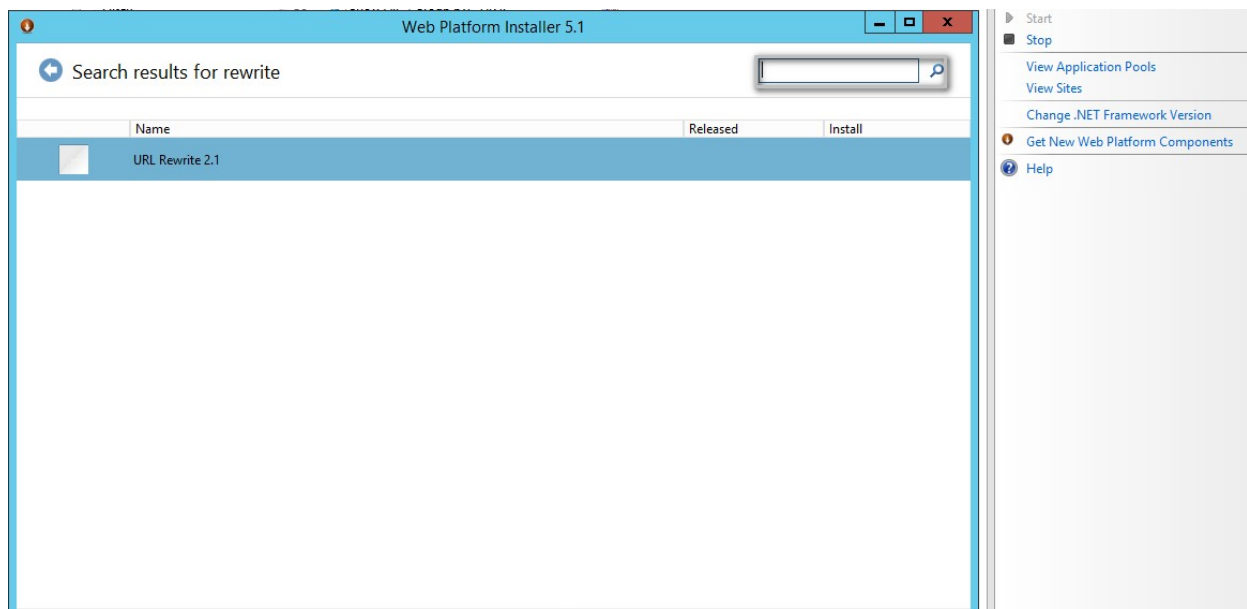 Web Platform Installer 5.1
Search results for rewrite
Name Released Install
URL Rewrite 2.1
Start
Stop
View Application Pools
View Sites
Change .NET Framework Version
Get New Web Platform Components
Help